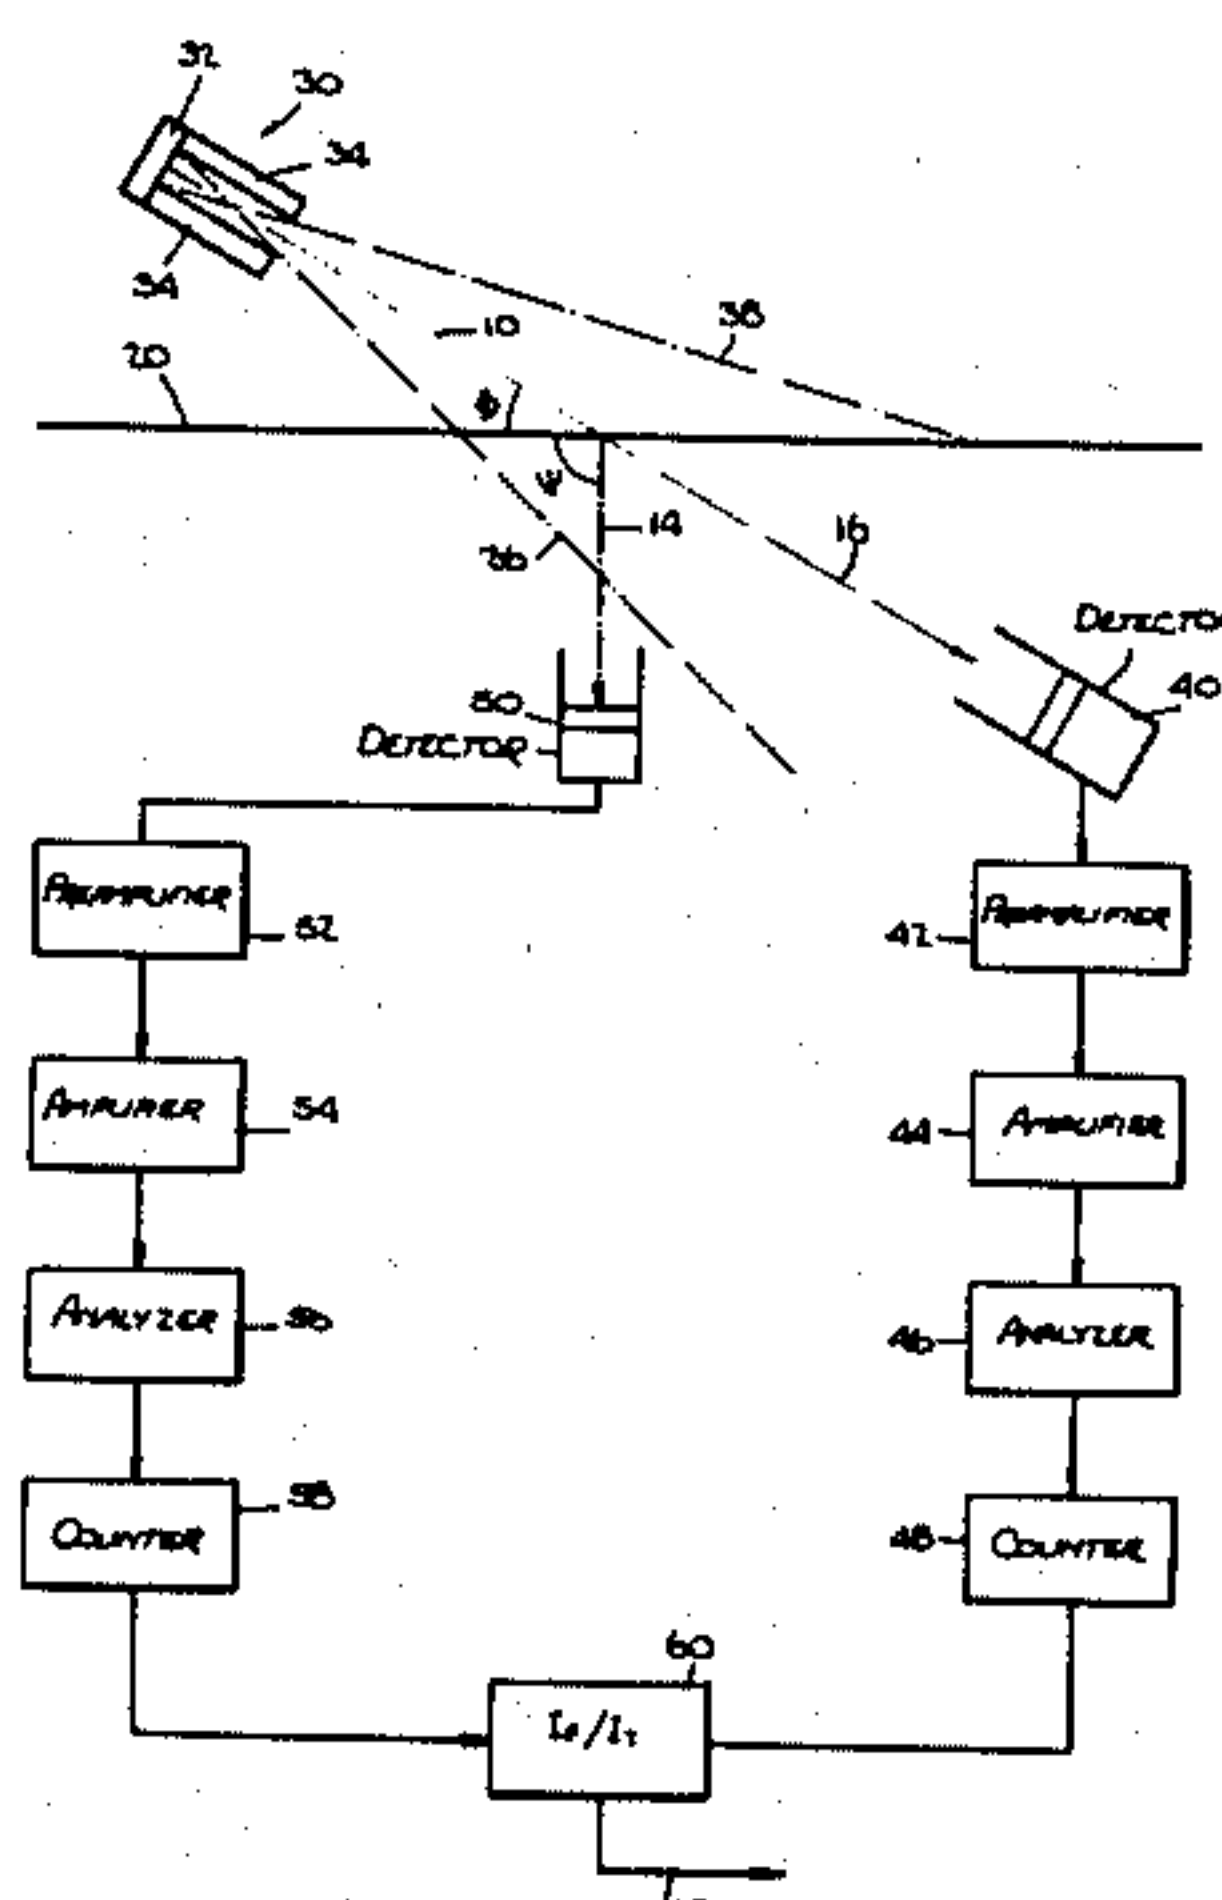 32
30
34
34
10
38
20
Φ
Ψ
14
36
16
DETECTO
40
50
DETECTOR
PREAMPLIFIER
52
42
PREAMPLIFIER
AMPLIFIER
54
44
AMPLIFIER
ANALYZER
56
46
ANALYZER
COUNTER
58
48
COUNTER
60